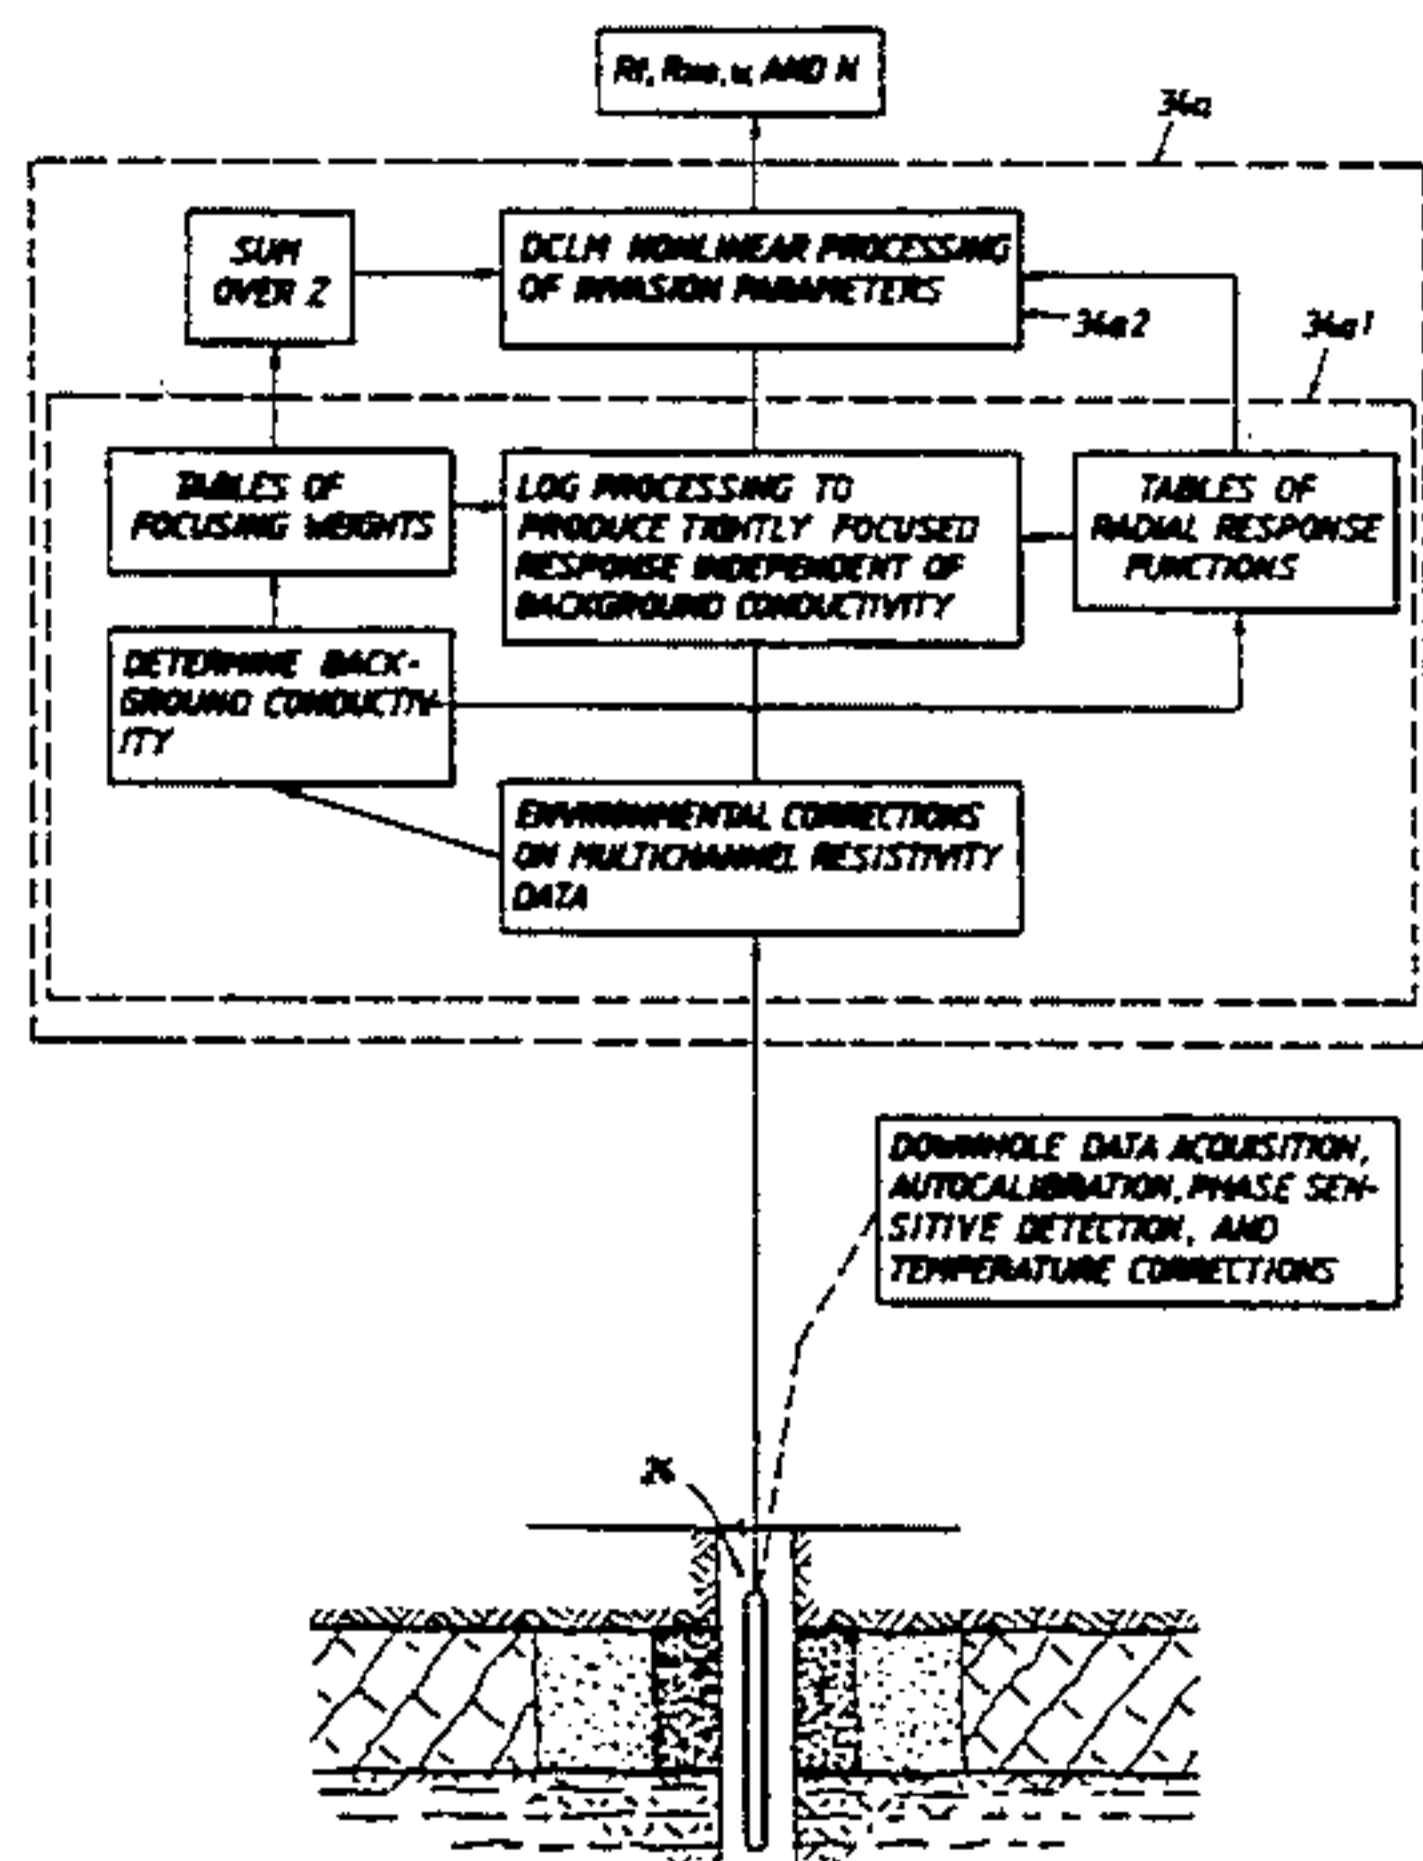 Rt, Rxo, v, AND N
34a
SUM
OVER Z
DCLM NONLINEAR PROCESSING
OF INVASION PARAMETERS
34a2
34a1
TABLES OF
FOCUSING WEIGHTS
LOG PROCESSING TO
PRODUCE TIGHTLY FOCUSED
RESPONSE INDEPENDENT OF
BACKGROUND CONDUCTIVITY
TABLES OF
RADIAL RESPONSE
FUNCTIONS
DETERMINE BACK-
GROUND CONDUCTIV-
ITY
ENVIRONMENTAL CORRECTIONS
ON MULTICHANNEL RESISTIVITY
DATA
DOWNHOLE DATA ACQUISITION,
AUTOCALIBRATION, PHASE SEN-
SITIVE DETECTION, AND
TEMPERATURE CORRECTIONS